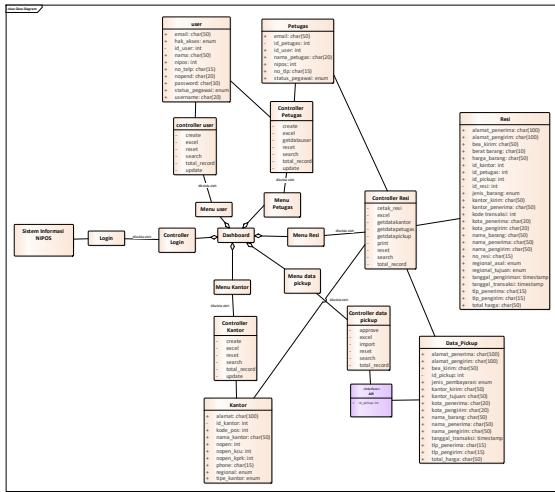 class Class Diagram
user
+ email: char(50)
+ hak_akses: enum
- id_user: int
+ nama: char(50)
+ nipos: int
+ no_telp: char(15)
+ nopend: char(20)
+ password: char(10)
+ status_pegawai: enum
+ username: char(20)
Petugas
+ email: char(50)
- id_petugas: int
- id_user: int
+ nama_petugas: char(20)
+ nipos: int
+ no_tlp: char(15)
+ status_pegawai: enum
controller user
- create
- excel
- reset
- search
- total_record
- update
Controller Petugas
- create
- excel
- getdatauser
- reset
- search
- total_record
Resi
+ alamat_penerima: char(100)
+ alamat_pengirim: char(100)
+ bea_kirim: char(50)
+ berat barang: char(10)
+ harga_barang: char(50)
- id_kantor: int
- id_petugas: int
- id_pickup: int
- id_resi: int
+ jenis_barang: enum
+ kantor_kirim: char(50)
+ kantor_penerima: char(50)
+ kode transaksi: int
+ kota_penerima: char(20)
+ kota_pengirim: char(20)
+ nama_barang: char(50)
+ nama_penerima: char(50)
+ nama_pengirim: char(50)
+ no_resi: char(15)
+ regional_asal: enum
+ regional_tujuan: enum
+ tanggal_pengiriman: timestamp
+ tanggal_transaksi: timestamp
+ tlp_penerima: char(15)
+ tlp_pengirim: char(15)
+ total harga: char(50)
Menu user
Menu Petugas
Controller Resi
- cetak_resi
- excel
- getdatakantor
- getdatapetugas
- getdatapickup
- print
- reset
- search
- total_record
Sistem Informasi NIPOS
Login
Controller Login
Dashboard
Menu Resi
Menu Kantor
Menu data pickup
Controller Kantor
- create
- excel
- reset
- search
- total_record
- update
Controller data pickup
- approve
- excel
- import
- reset
- search
- total_record
API
Data_Pickup
+ alamat_penerima: char(100)
+ alamat_pengirim: char(100)
+ bea_kirim: char(50)
- id_pickup: int
+ jenis_pembayaran: enum
+ kantor_kirim: char(50)
+ kantor_tujuan: char(50)
+ kota_penerima: char(20)
+ kota_pengirim: char(20)
+ nama_barang: char(50)
+ nama_penerima: char(50)
+ nama_pengirim: char(50)
+ tanggal_transaksi: timestamp
+ tlp_penerima: char(15)
+ tlp_pengirim: char(15)
+ total_harga: char(50)
Kantor
+ alamat: char(100)
- id_kantor: int
+ kode_pos: int
+ nama_kantor: char(50)
+ nopen: int
+ nopen_kcu: int
+ nopen_kprk: int
+ phone: char(15)
+ regional: enum
+ tipe_kantor: enum